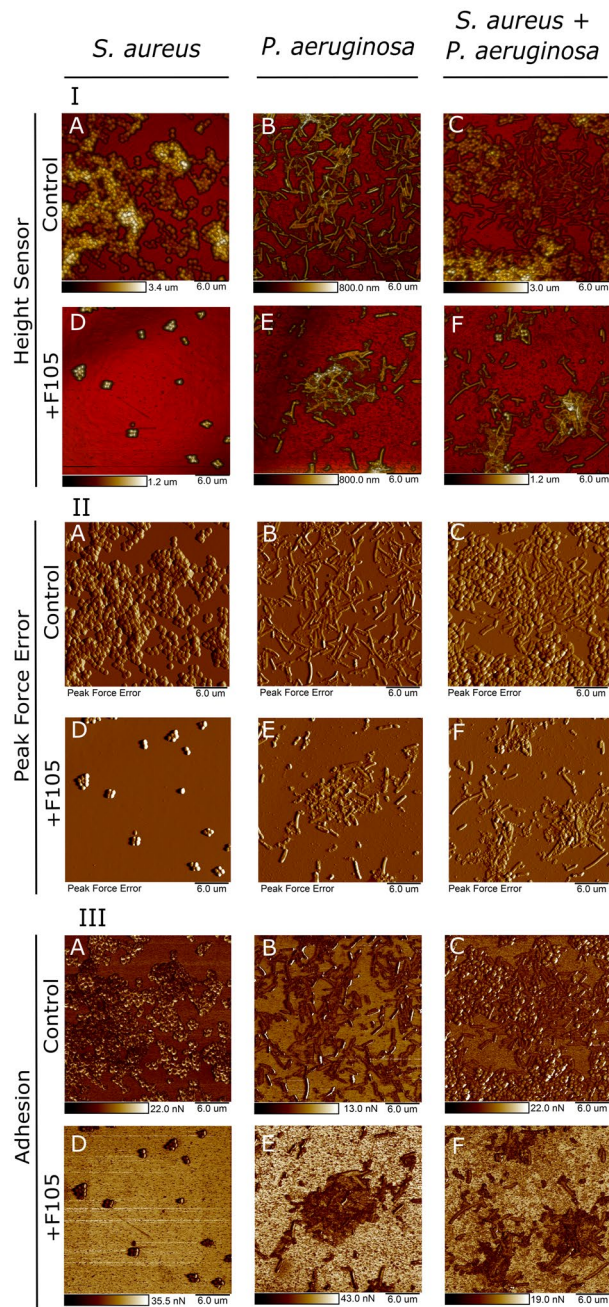 S. aureus
P. aeruginosa
S. aureus +
P. aeruginosa
I
Height Sensor
Control
A
3.4 um
6.0 um
B
800.0 nm
6.0 um
C
3.0 um
6.0 um
+F105
D
1.2 um
6.0 um
E
800.0 nm
6.0 um
F
1.2 um
6.0 um
II
Peak Force Error
Control
A
Peak Force Error
6.0 um
B
Peak Force Error
6.0 um
C
Peak Force Error
6.0 um
+F105
D
Peak Force Error
6.0 um
E
Peak Force Error
6.0 um
F
Peak Force Error
6.0 um
III
Adhesion
Control
A
22.0 nN
6.0 um
B
13.0 nN
6.0 um
C
22.0 nN
6.0 um
+F105
D
35.5 nN
6.0 um
E
43.0 nN
6.0 um
F
19.0 nN
6.0 um